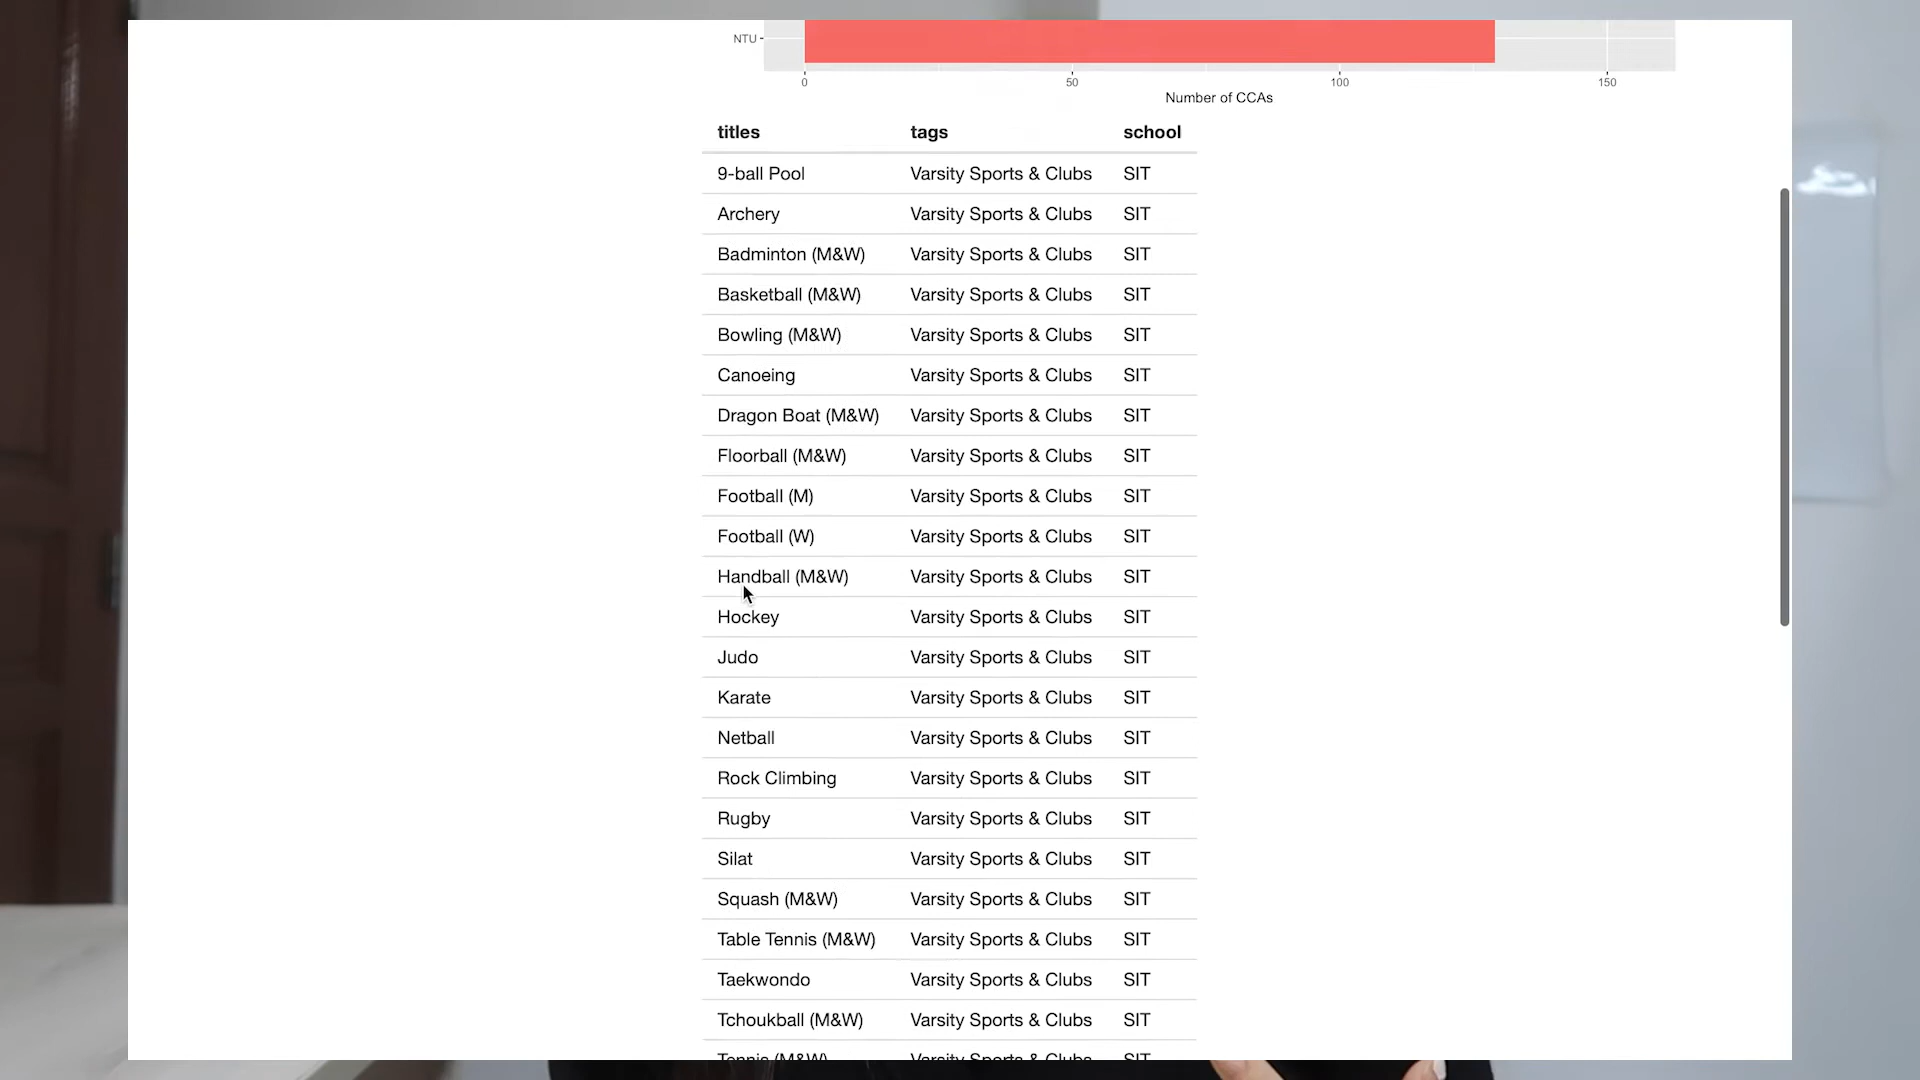 NTU
0 50 100 150
Number of CCAs
titles tags school
9-ball Pool Varsity Sports & Clubs SIT
Archery Varsity Sports & Clubs SIT
Badminton (M&W) Varsity Sports & Clubs SIT
Basketball (M&W) Varsity Sports & Clubs SIT
Bowling (M&W) Varsity Sports & Clubs SIT
Canoeing Varsity Sports & Clubs SIT
Dragon Boat (M&W) Varsity Sports & Clubs SIT
Floorball (M&W) Varsity Sports & Clubs SIT
Football (M) Varsity Sports & Clubs SIT
Football (W) Varsity Sports & Clubs SIT
Handball (M&W) Varsity Sports & Clubs SIT
Hockey Varsity Sports & Clubs SIT
Judo Varsity Sports & Clubs SIT
Karate Varsity Sports & Clubs SIT
Netball Varsity Sports & Clubs SIT
Rock Climbing Varsity Sports & Clubs SIT
Rugby Varsity Sports & Clubs SIT
Silat Varsity Sports & Clubs SIT
Squash (M&W) Varsity Sports & Clubs SIT
Table Tennis (M&W) Varsity Sports & Clubs SIT
Taekwondo Varsity Sports & Clubs SIT
Tchoukball (M&W) Varsity Sports & Clubs SIT
Tennis (M&W) Varsity Sports & Clubs SIT